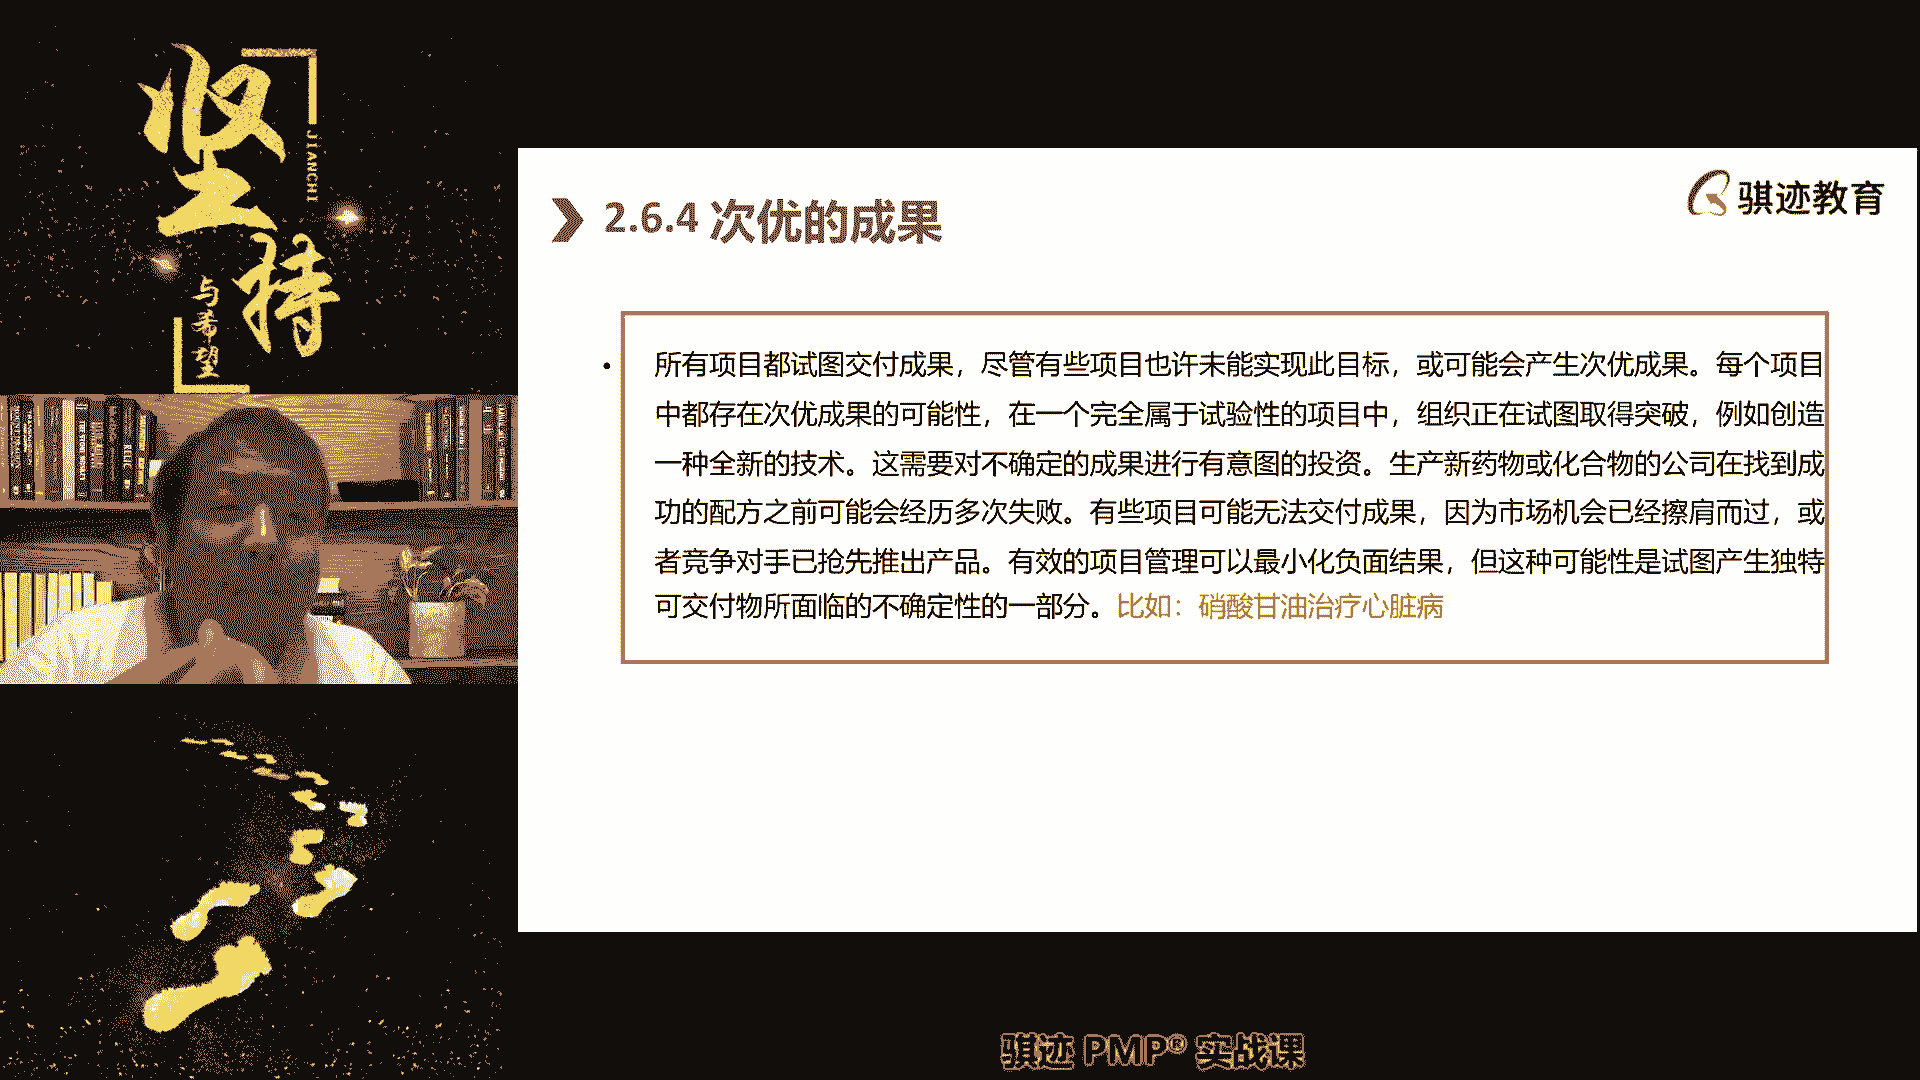 坚持
JIANCHI
与希望
骐迹教育
2.6.4 次优的成果
• 所有项目都试图交付成果，尽管有些项目也许未能实现此目标，或可能会产生次优成果。每个项目
中都存在次优成果的可能性，在一个完全属于试验性的项目中，组织正在试图取得突破，例如创造
一种全新的技术。这需要对不确定的成果进行有意图的投资。生产新药物或化合物的公司在找到成
功的配方之前可能会经历多次失败。有些项目可能无法交付成果，因为市场机会已经擦肩而过，或
者竞争对手已抢先推出产品。有效的项目管理可以最小化负面结果，但这种可能性是试图产生独特
可交付物所面临的不确定性的一部分。比如：硝酸甘油治疗心脏病
骐迹 PMP® 实战课